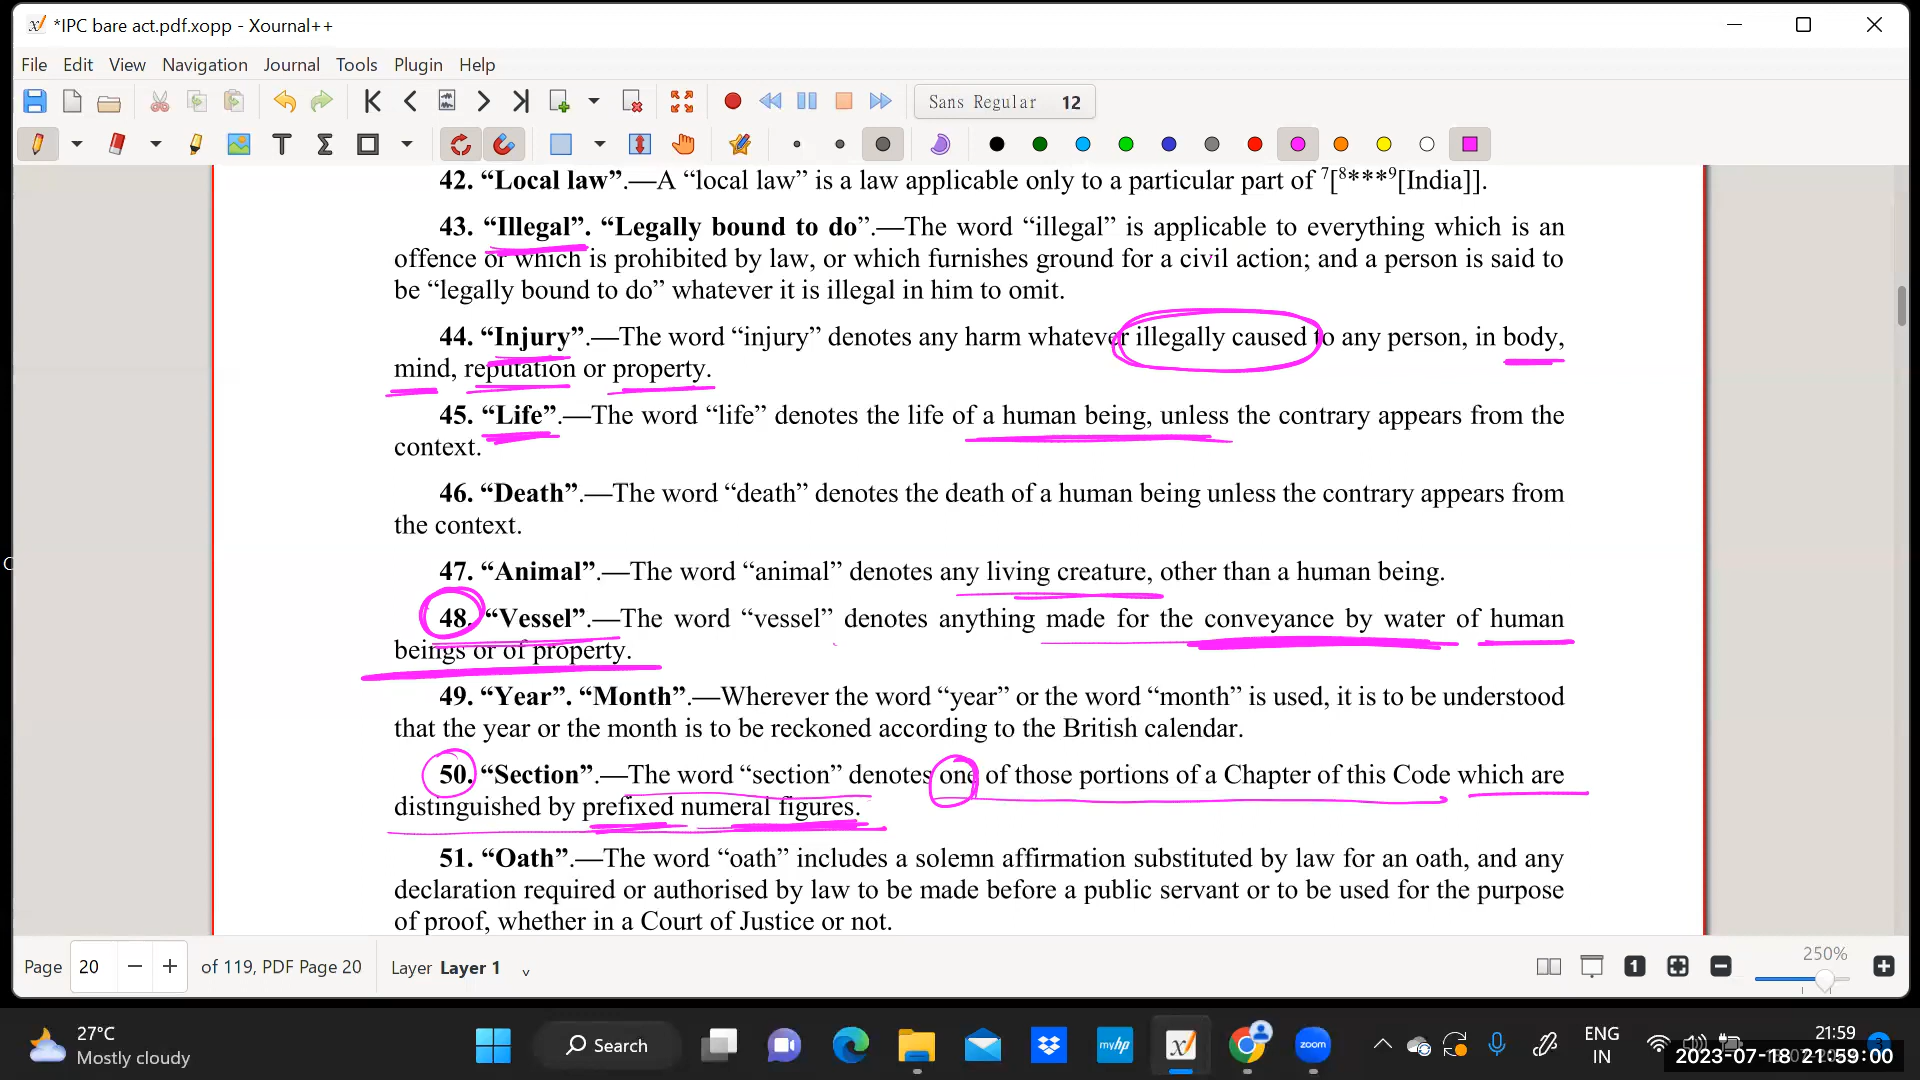 *IPC bare act.pdf.xopp - Xournal++
File Edit View Navigation Journal Tools Plugin Help
Sans Regular 12
42. “Local law”.—A “local law” is a law applicable only to a particular part of 7[8***9[India]].
43. “Illegal”. “Legally bound to do”.—The word “illegal” is applicable to everything which is an
offence or which is prohibited by law, or which furnishes ground for a civil action; and a person is said to
be “legally bound to do” whatever it is illegal in him to omit.
44. “Injury”.—The word “injury” denotes any harm whatever illegally caused to any person, in body,
mind, reputation or property.
45. “Life”.—The word “life” denotes the life of a human being, unless the contrary appears from the
context.
46. “Death”.—The word “death” denotes the death of a human being unless the contrary appears from
the context.
47. “Animal”.—The word “animal” denotes any living creature, other than a human being.
48. “Vessel”.—The word “vessel” denotes anything made for the conveyance by water of human
beings or of property.
49. “Year”. “Month”.—Wherever the word “year” or the word “month” is used, it is to be understood
that the year or the month is to be reckoned according to the British calendar.
50. “Section”.—The word “section” denotes one of those portions of a Chapter of this Code which are
distinguished by prefixed numeral figures.
51. “Oath”.—The word “oath” includes a solemn affirmation substituted by law for an oath, and any
declaration required or authorised by law to be made before a public servant or to be used for the purpose
of proof, whether in a Court of Justice or not.
Page 20 of 119, PDF Page 20 Layer Layer 1 250%
27°C
Mostly cloudy
Search
myhp
zoom
ENG
IN
21:59
2023-07-18 21:59:00